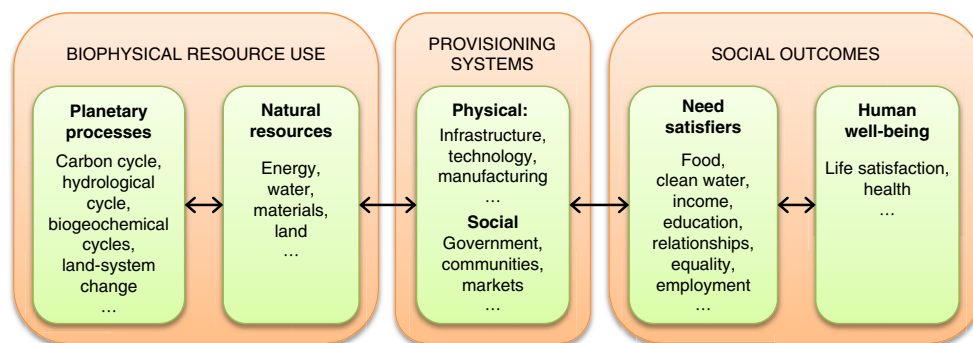 BIOPHYSICAL RESOURCE USE
Planetary
processes
Carbon cycle,
hydrological
cycle,
biogeochemical
cycles,
land-system
change
…
Natural
resources
Energy,
water,
materials,
land
…
PROVISIONING
SYSTEMS
Physical:
Infrastructure,
technology,
manufacturing
…
Social
Government,
communities,
markets
…
SOCIAL OUTCOMES
Need
satisfiers
Food,
clean water,
income,
education,
relationships,
equality,
employment
…
Human
well-being
Life satisfaction,
health
…